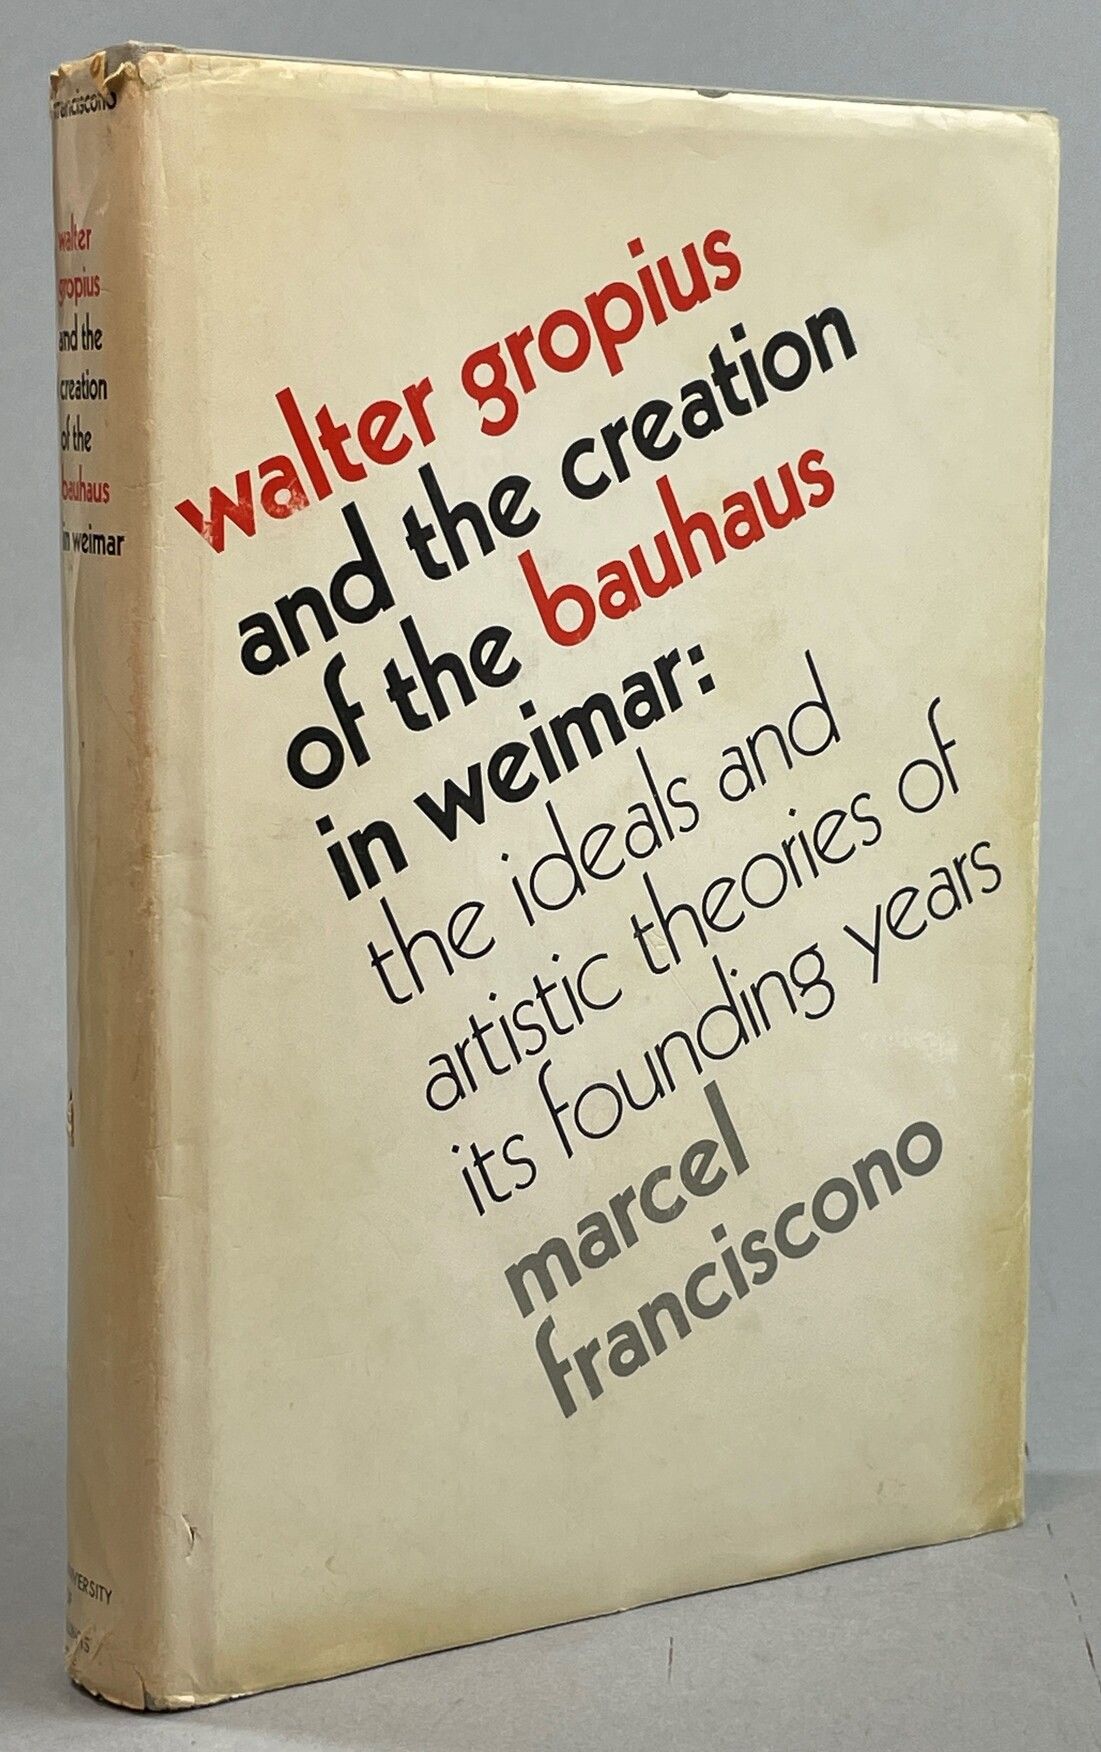 franciscono
walter
gropius
and the
creation
of the
bauhaus
in weimar
walter gropius
and the creation
of the bauhaus
in weimar:
the ideals and
artistic theories of
its founding years
marcel
franciscono